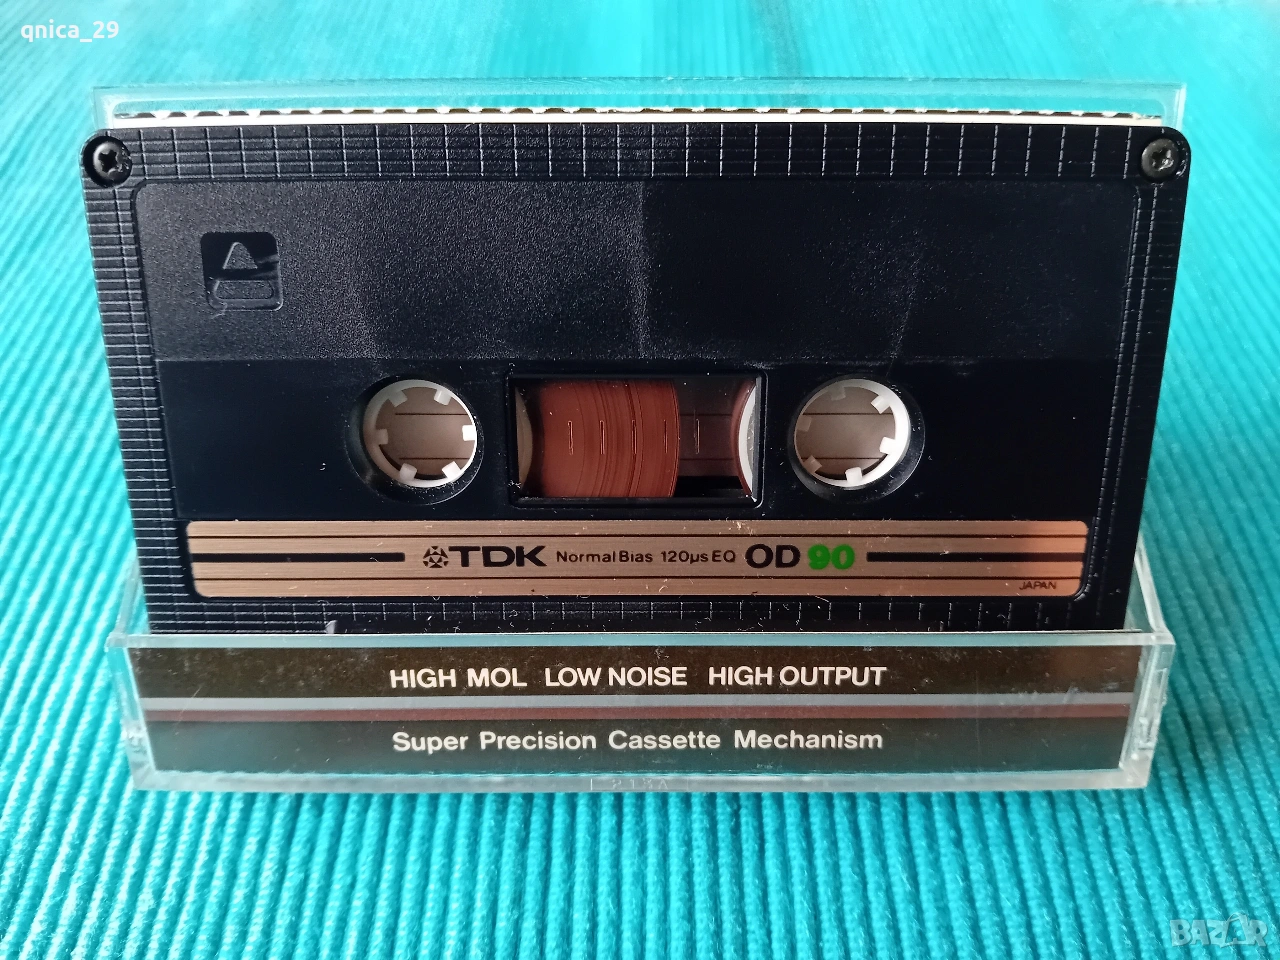 qnica_29
TDK Normal Bias 120µs EQ OD 90
JAPAN
HIGH MOL LOW NOISE HIGH OUTPUT
Super Precision Cassette Mechanism
BAZAR